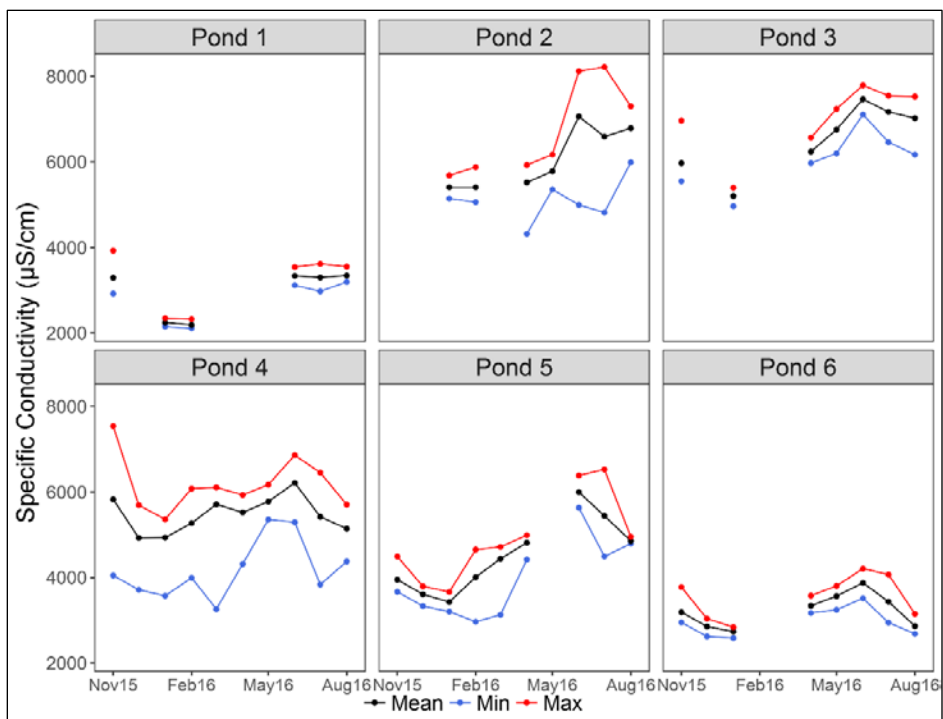 Pond 1 Pond 2 Pond 3
8000
6000
4000
2000
Pond 4 Pond 5 Pond 6
8000
6000
4000
2000
Specific Conductivity (µS/cm)
Nov15 Feb16 May16 Aug16 Nov15 Feb16 May16 Aug16 Nov15 Feb16 May16 Aug16
Mean Min Max